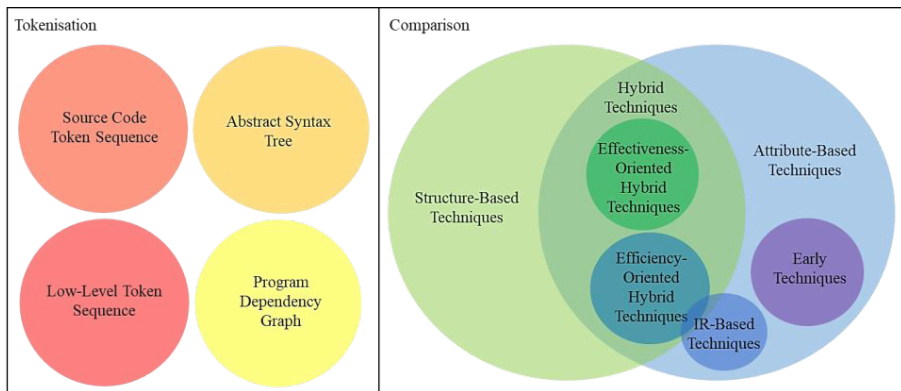 Tokenisation
Source Code
Token Sequence
Abstract Syntax
Tree
Low-Level Token
Sequence
Program
Dependency
Graph
Comparison
Structure-Based
Techniques
Hybrid
Techniques
Effectiveness-
Oriented
Hybrid
Techniques
Efficiency-
Oriented
Hybrid
Techniques
Attribute-Based
Techniques
Early
Techniques
IR-Based
Techniques